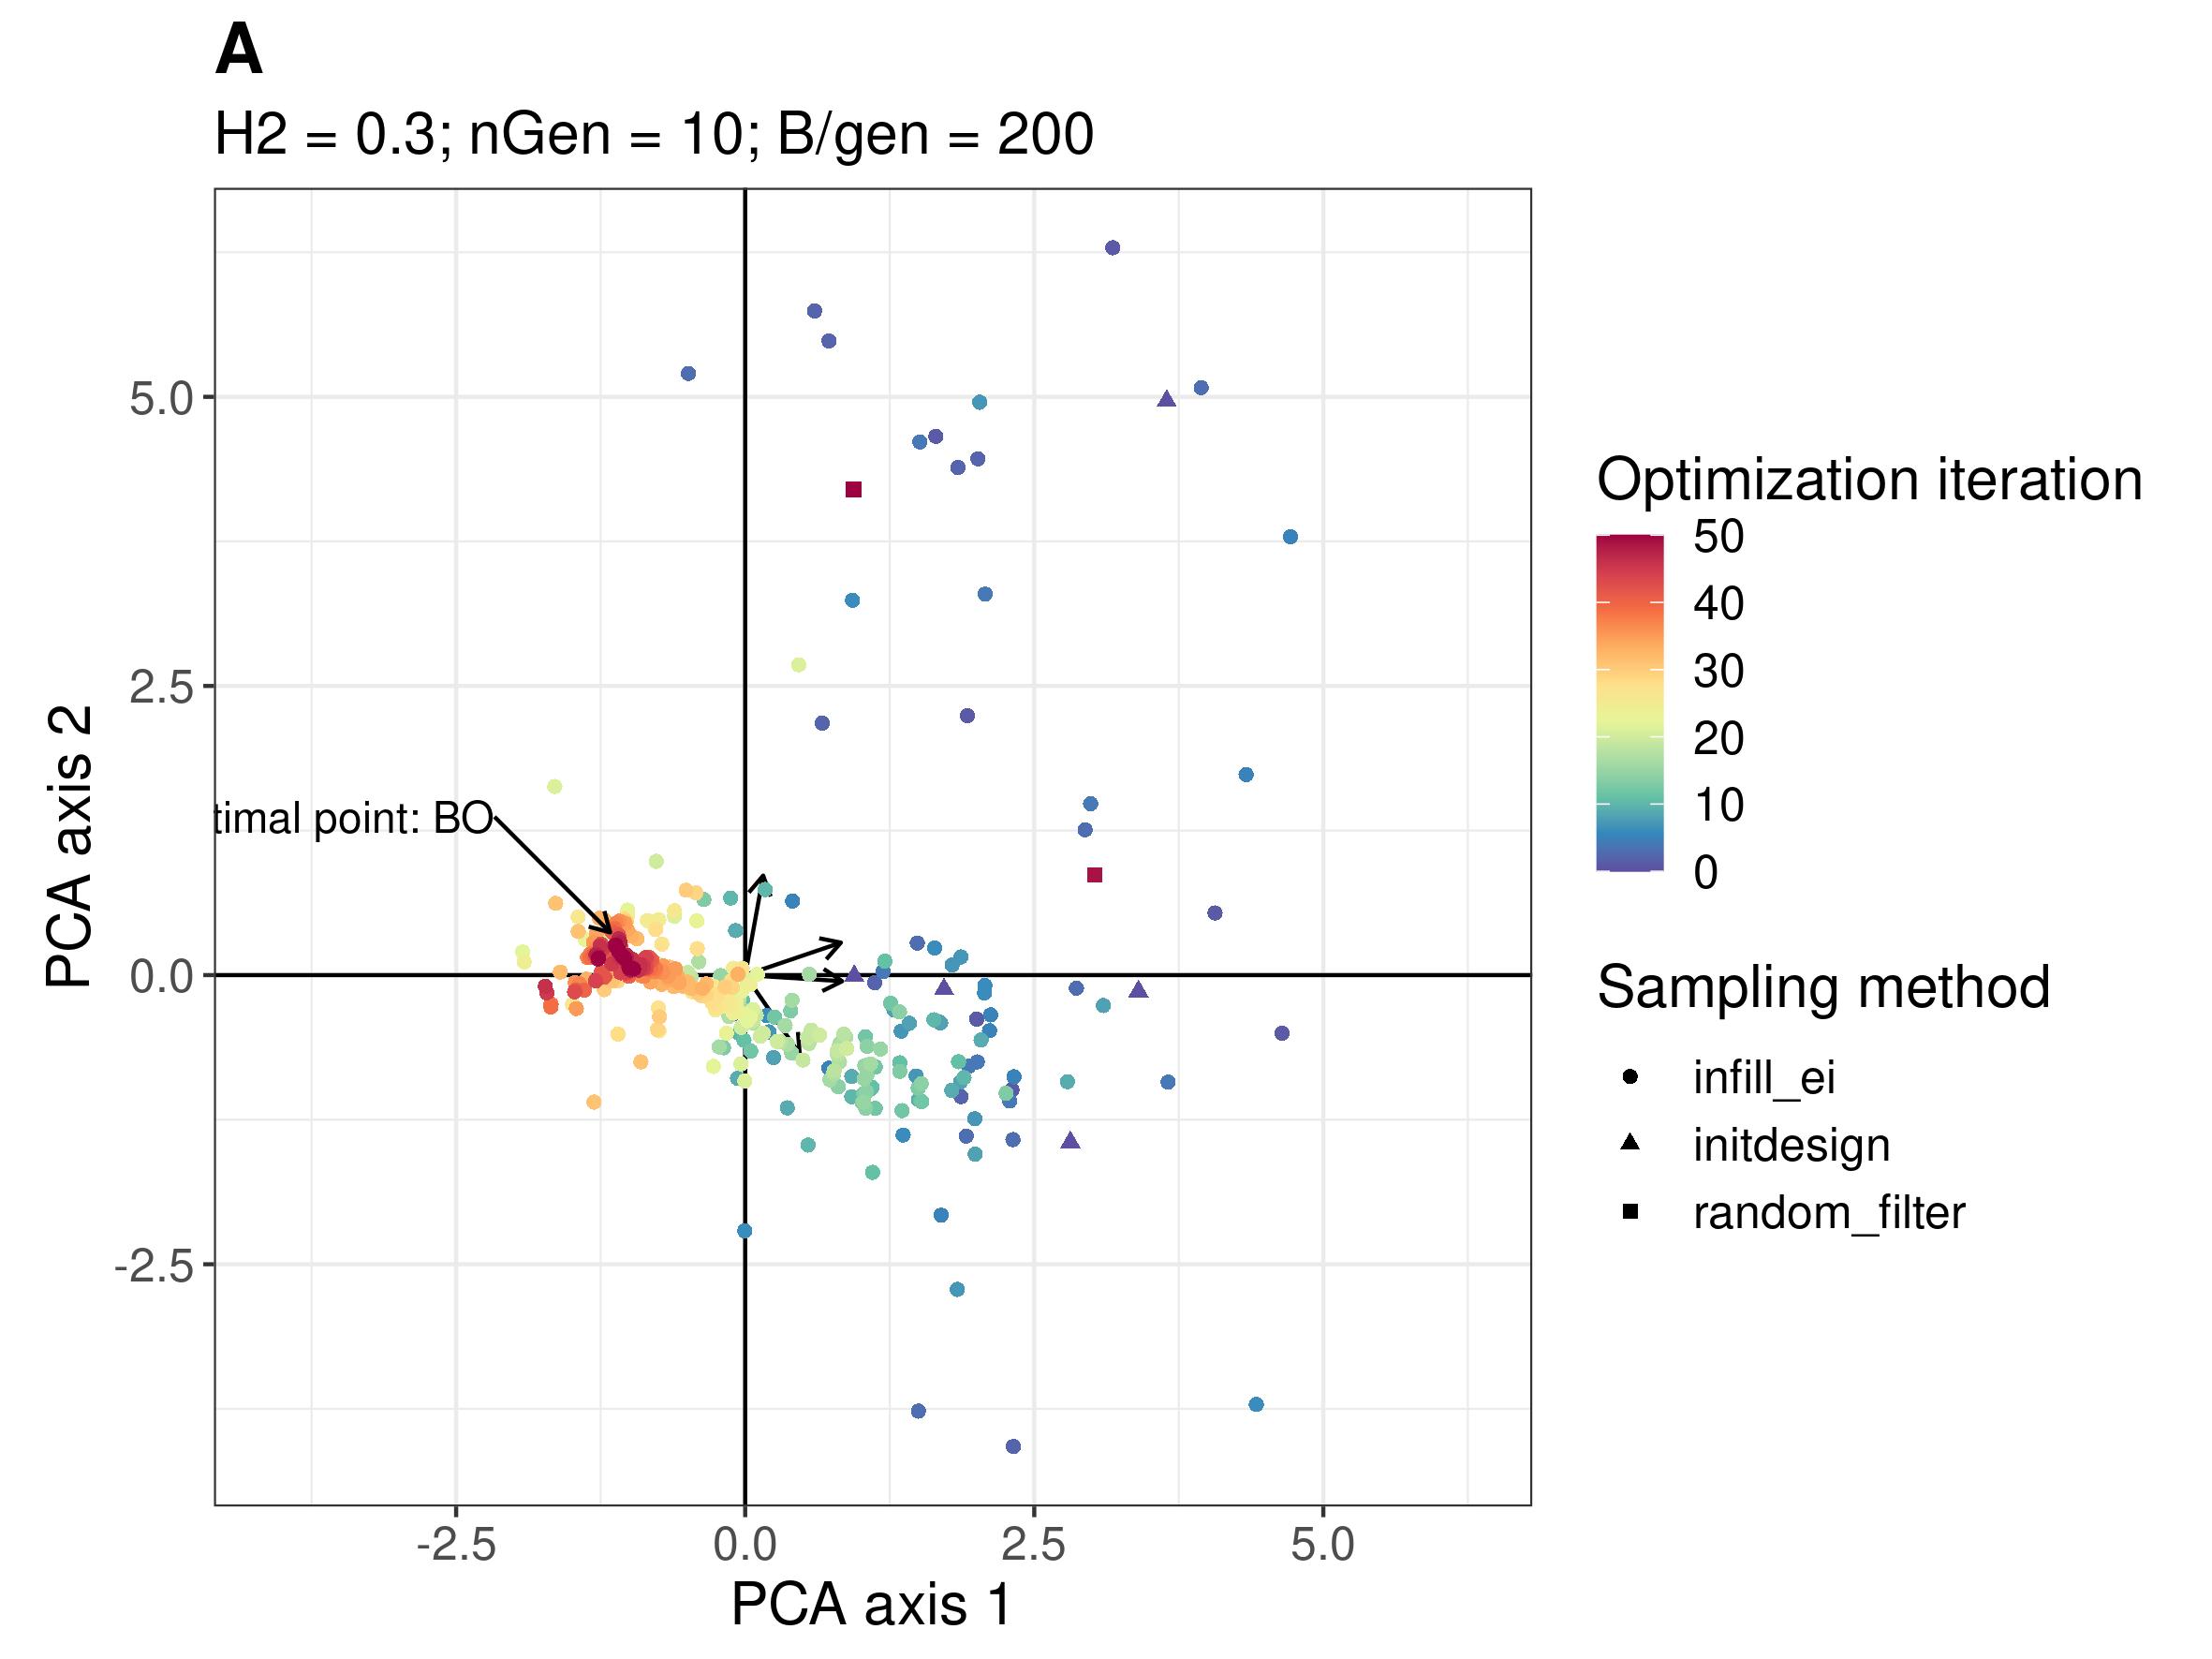 A
H2 = 0.3; nGen = 10; B/gen = 200
PCA axis 2
5.0
2.5
0.0
-2.5
timal point: BO
-2.5
0.0
2.5
5.0
PCA axis 1
Optimization iteration
50
40
30
20
10
0
Sampling method
infill_ei
initdesign
random_filter